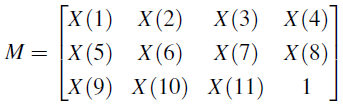 X(1) X(2) X(3) X(4)
M = X(5) X(6) X(7) X(8)
X(9) X(10) X(11) 1